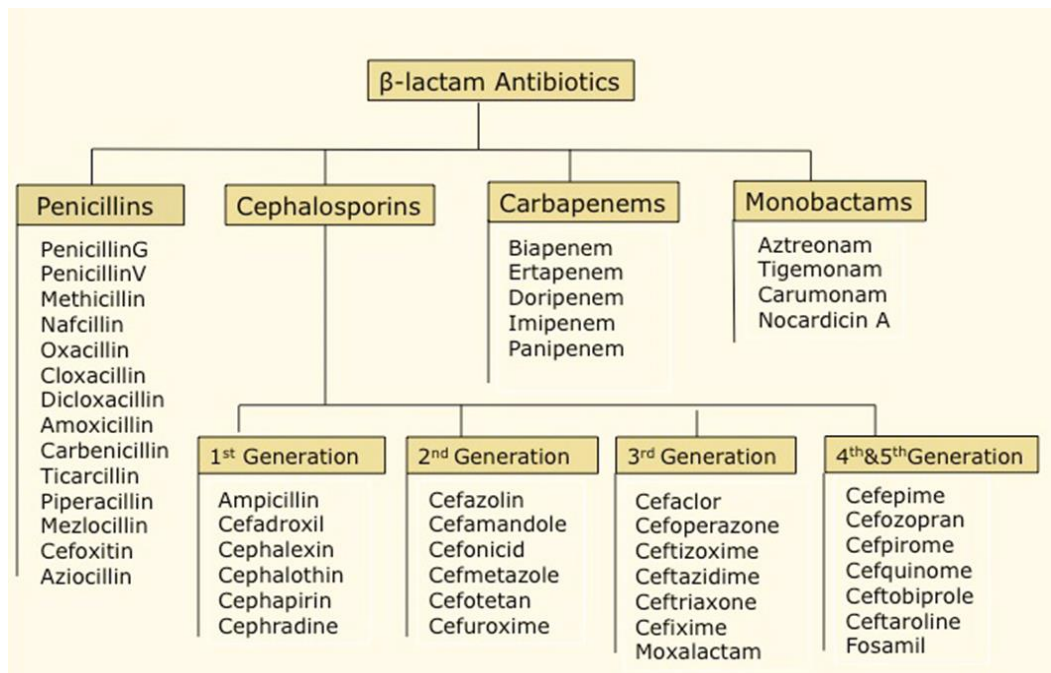 β-lactam Antibiotics
Penicillins
PenicillinG
PenicillinV
Methicillin
Nafcillin
Oxacillin
Cloxacillin
Dicloxacillin
Amoxicillin
Carbenicillin
Ticarcillin
Piperacillin
Mezlocillin
Cefoxitin
Aziocillin
Cephalosporins
1st Generation
Ampicillin
Cefadroxil
Cephalexin
Cephalothin
Cephapirin
Cephradine
2nd Generation
Cefazolin
Cefamandole
Cefonicid
Cefmetazole
Cefotetan
Cefuroxime
3rd Generation
Cefaclor
Cefoperazone
Ceftizoxime
Ceftazidime
Ceftriaxone
Cefixime
Moxalactam
4th&5thGeneration
Cefepime
Cefozopran
Cefpirome
Cefquinome
Ceftobiprole
Ceftaroline
Fosamil
Carbapenems
Biapenem
Ertapenem
Doripenem
Imipenem
Panipenem
Monobactams
Aztreonam
Tigemonam
Carumonam
Nocardicin A